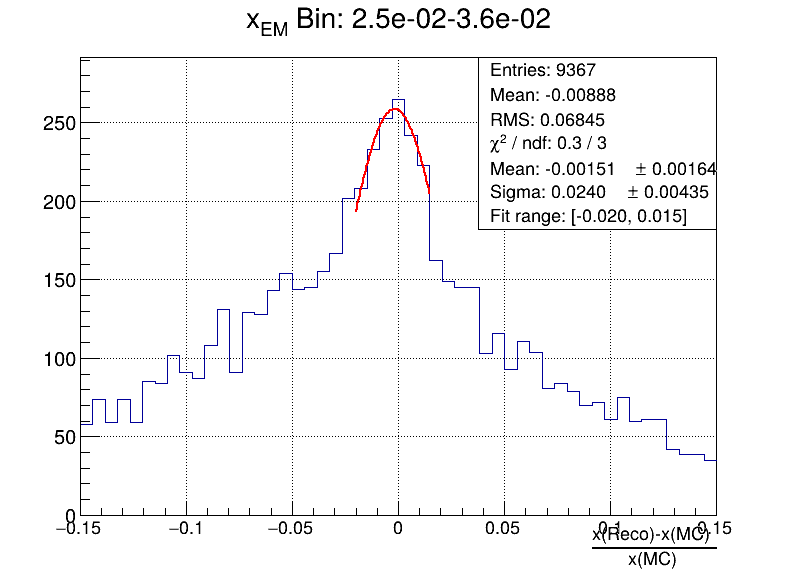 x_EM Bin: 2.5e-02-3.6e-02
Entries: 9367
Mean: -0.00888
RMS: 0.06845
χ² / ndf: 0.3 / 3
Mean: -0.00151 ± 0.00164
Sigma: 0.0240 ± 0.00435
Fit range: [-0.020, 0.015]
250
200
150
100
50
0
−0.15 −0.1 −0.05 0 0.05 0.1 0.15
x(Reco)-x(MC)
x(MC)